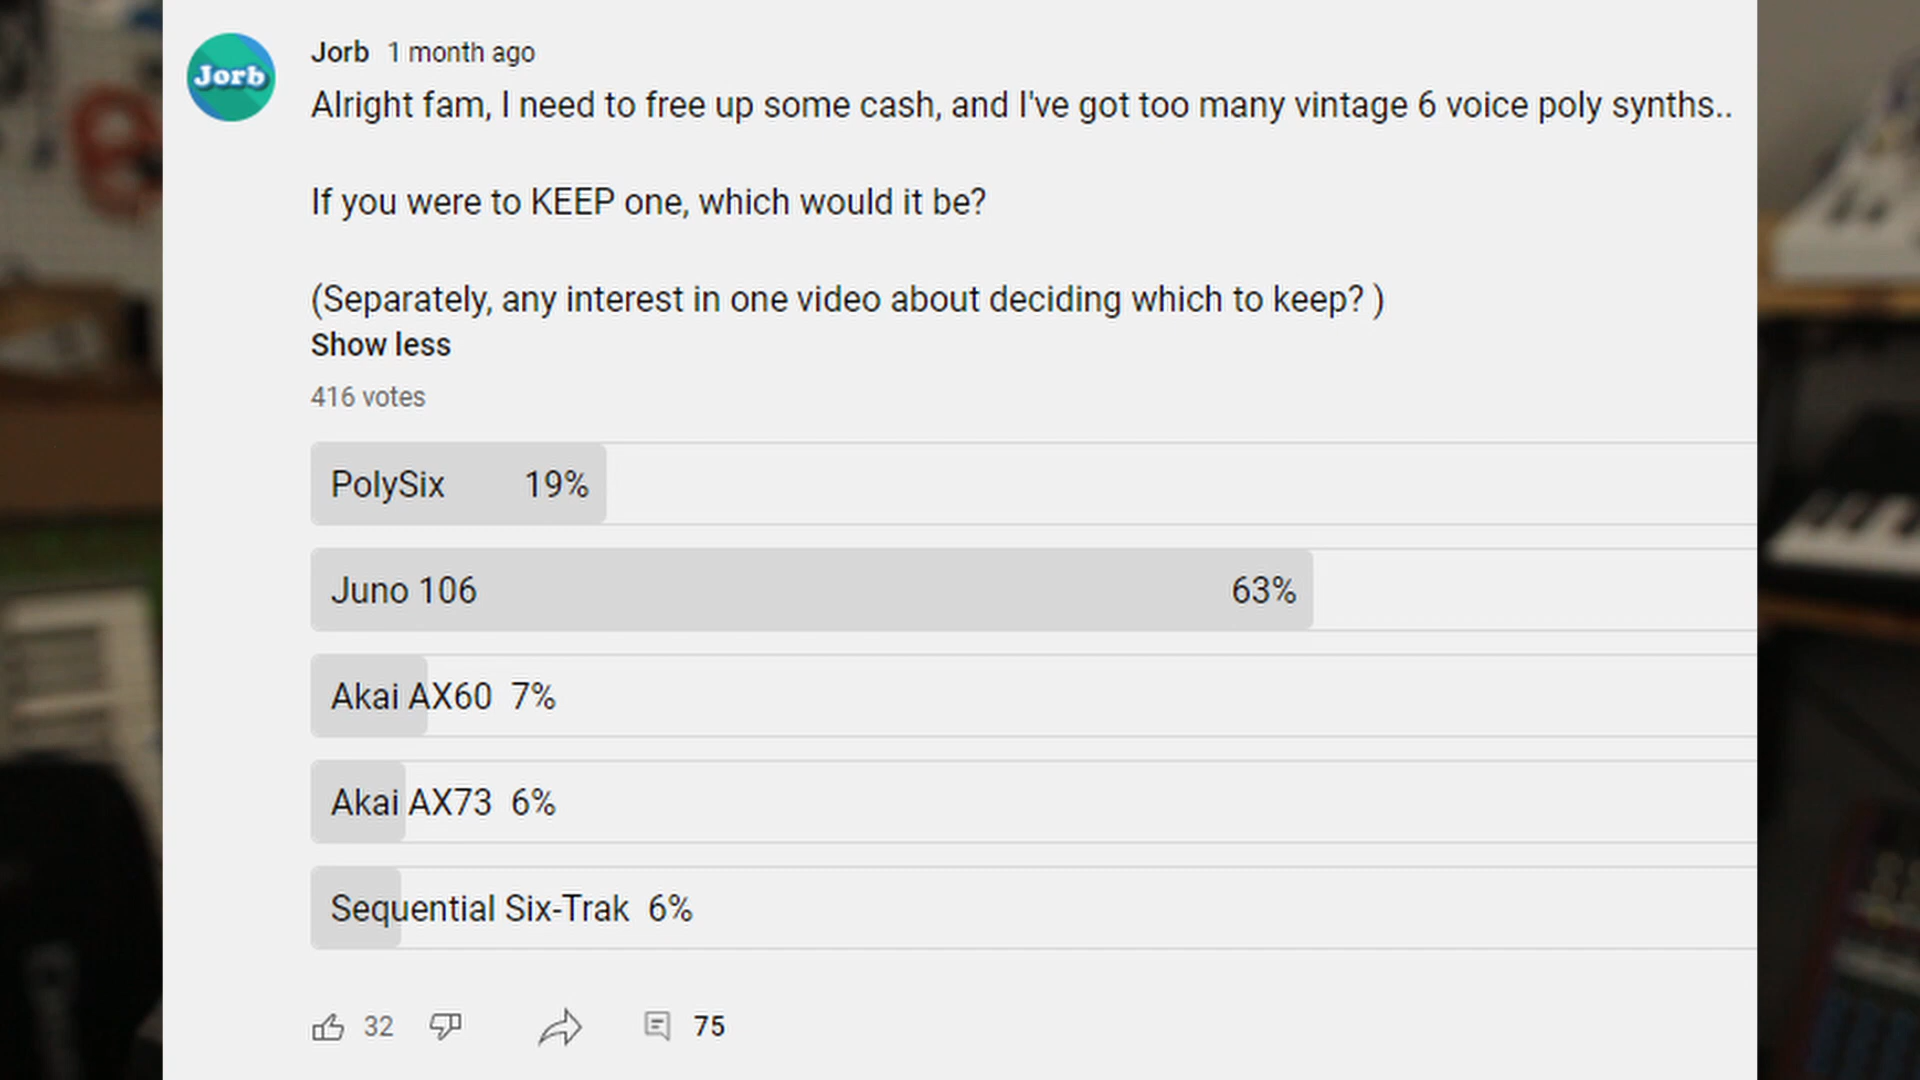 Jorb
Jorb 1 month ago
Alright fam, I need to free up some cash, and I've got too many vintage 6 voice poly synths..
If you were to KEEP one, which would it be?
(Separately, any interest in one video about deciding which to keep? )
Show less
416 votes
PolySix 19%
Juno 106 63%
Akai AX60 7%
Akai AX73 6%
Sequential Six-Trak 6%
32 75